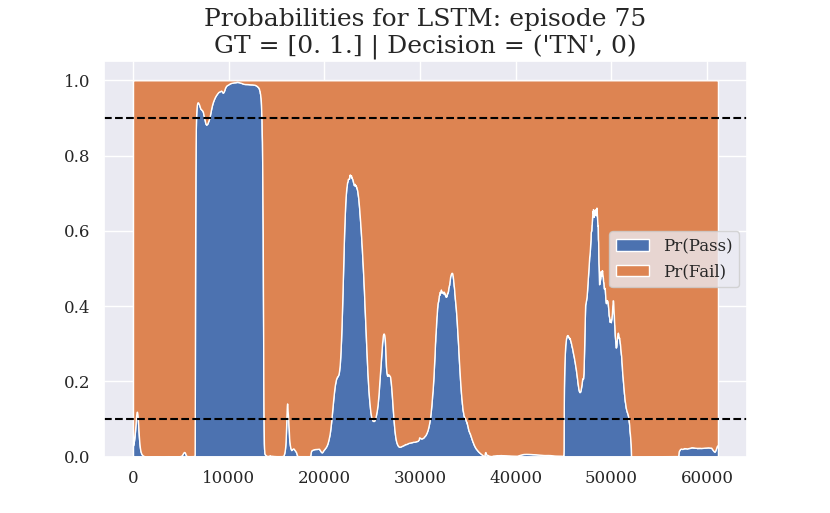 Probabilities for LSTM: episode 75
GT = [0. 1.] | Decision = ('TN', 0)
1.0
0.8
0.6
0.4
0.2
0.0
Pr(Pass)
Pr(Fail)
0 10000 20000 30000 40000 50000 60000